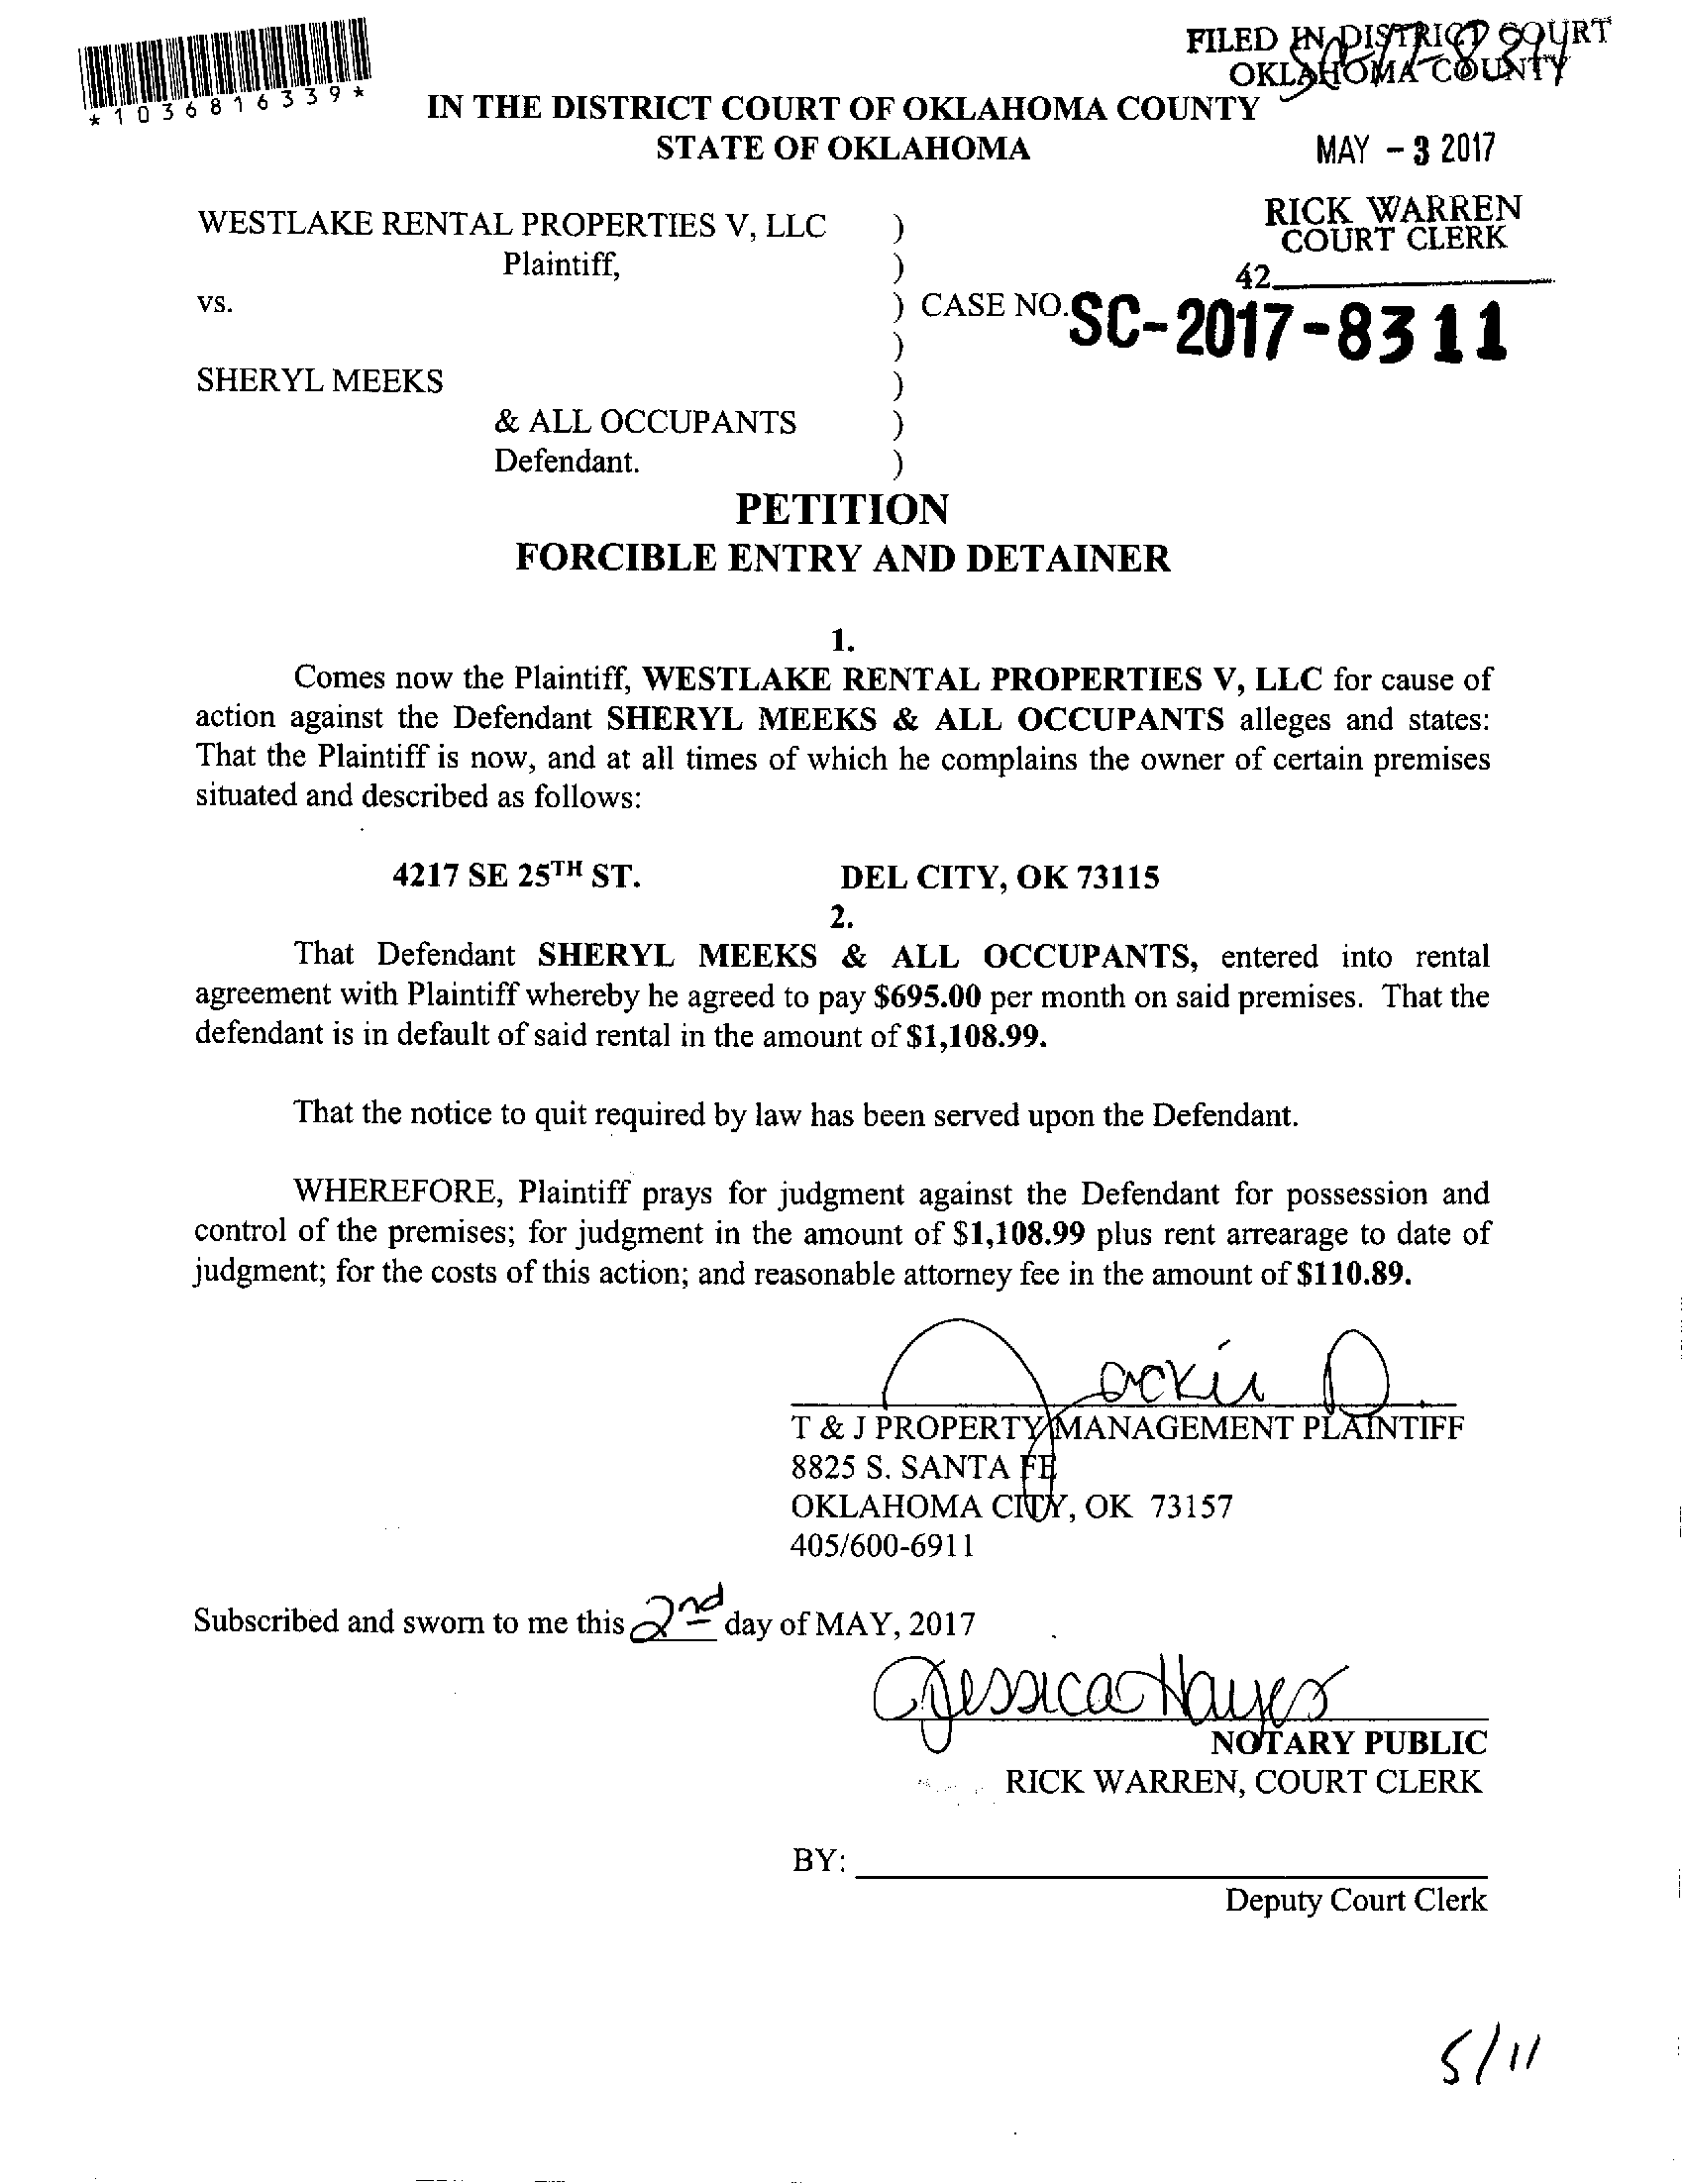 FILED IN DISTRICT COURT
OKLAHOMA COUNTY
*1036816339*
IN THE DISTRICT COURT OF OKLAHOMA COUNTY
STATE OF OKLAHOMA
MAY - 3 2017
RICK WARREN
COURT CLERK
42
WESTLAKE RENTAL PROPERTIES V, LLC )
Plaintiff, )
vs. ) CASE NO. SC-2017-8311
)
SHERYL MEEKS )
& ALL OCCUPANTS )
Defendant. )
PETITION
FORCIBLE ENTRY AND DETAINER
1.
Comes now the Plaintiff, WESTLAKE RENTAL PROPERTIES V, LLC for cause of
action against the Defendant SHERYL MEEKS & ALL OCCUPANTS alleges and states:
That the Plaintiff is now, and at all times of which he complains the owner of certain premises
situated and described as follows:
4217 SE 25TH ST. DEL CITY, OK 73115
2.
That Defendant SHERYL MEEKS & ALL OCCUPANTS, entered into rental
agreement with Plaintiff whereby he agreed to pay $695.00 per month on said premises. That the
defendant is in default of said rental in the amount of $1,108.99.
That the notice to quit required by law has been served upon the Defendant.
WHEREFORE, Plaintiff prays for judgment against the Defendant for possession and
control of the premises; for judgment in the amount of $1,108.99 plus rent arrearage to date of
judgment; for the costs of this action; and reasonable attorney fee in the amount of $110.89.
Jackie D
T & J PROPERTY MANAGEMENT PLAINTIFF
8825 S. SANTA FE
OKLAHOMA CITY, OK 73157
405/600-6911
Subscribed and sworn to me this 2nd day of MAY, 2017
Jessica Hayes
NOTARY PUBLIC
RICK WARREN, COURT CLERK
BY:
Deputy Court Clerk
5/11